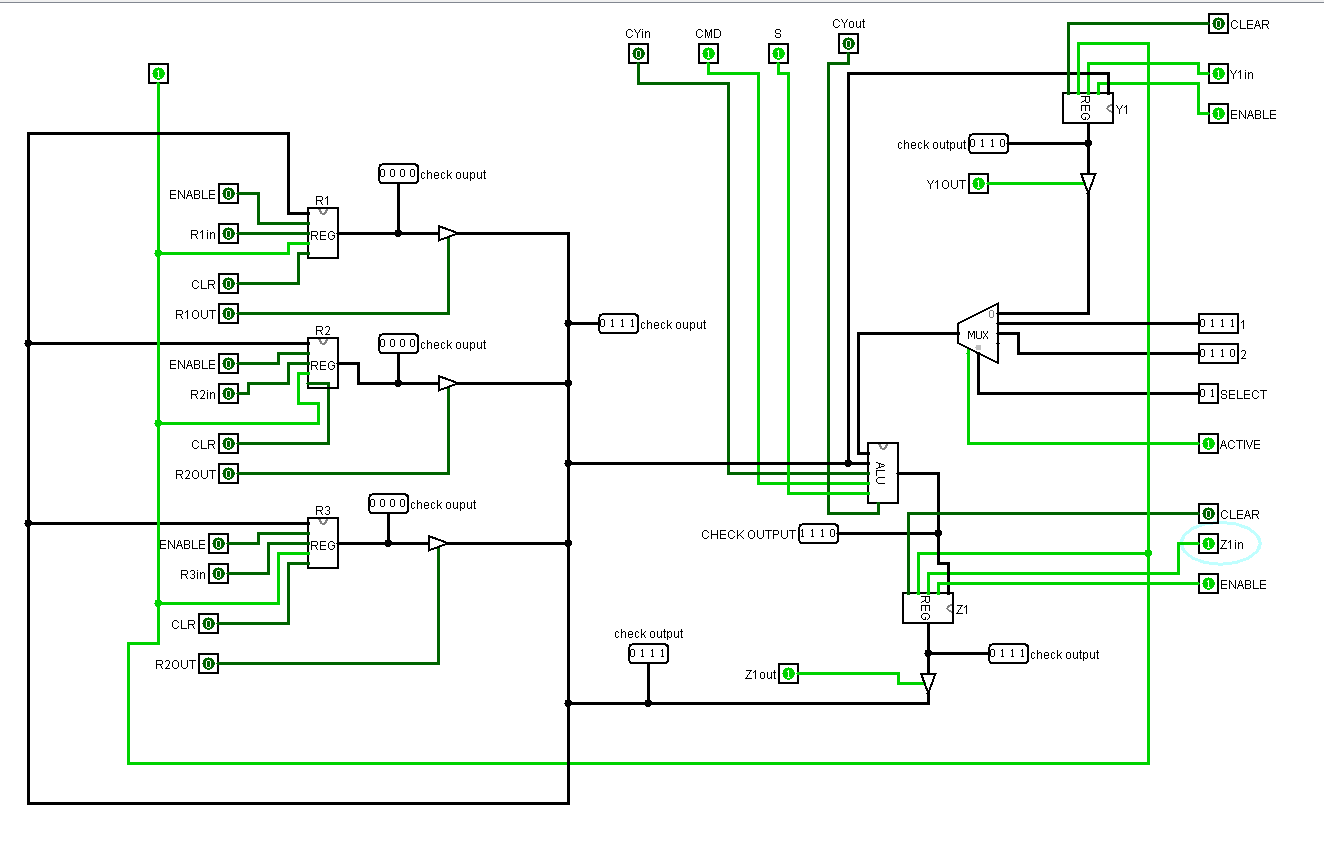 CYin CMD S CYout
0 1 1 0
0 CLEAR
1
1 Y1in
REG Y1
1 ENABLE
check output 0 1 1 0
0 0 0 0 check ouput
Y1OUT 1
ENABLE 0
R1
R1in 0
REG
CLR 0
R1OUT 0
0
0 1 1 1 check ouput
0 1 1 1 1
R2
MUX
0 0 0 0 check ouput
0 1 1 0 2
ENABLE 0
REG
R2in 0
0 1 SELECT
CLR 0
1 ACTIVE
R2OUT 0
ALU
R3
0 0 0 0 check ouput
0 CLEAR
CHECK OUTPUT 1 1 1 0
ENABLE 0
REG
1 Z1in
R3in 0
1 ENABLE
REG Z1
CLR 0
check output
0 1 1 1
0 1 1 1 check output
R2OUT 0
Z1out 1